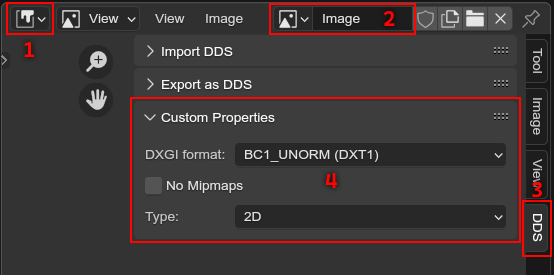 View
View
Image
Image
1
2
Import DDS
Export as DDS
Custom Properties
DXGI format:
BC1_UNORM (DXT1)
No Mipmaps
4
Type:
2D
Tool
Image
View
3
DDS